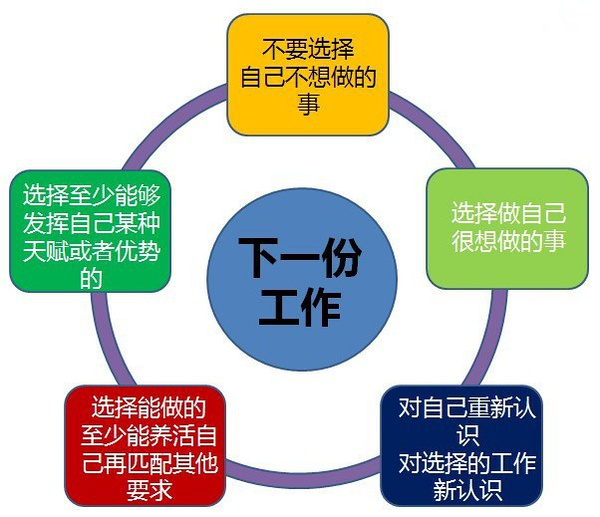 不要选择
自己不想做的
事
选择做自己
很想做的事
对自己重新认
识
对选择的工作
新认识
选择能做的
至少能养活自
己再匹配其他
要求
选择至少能够
发挥自己某种
天赋或者优势
的
下一份
工作